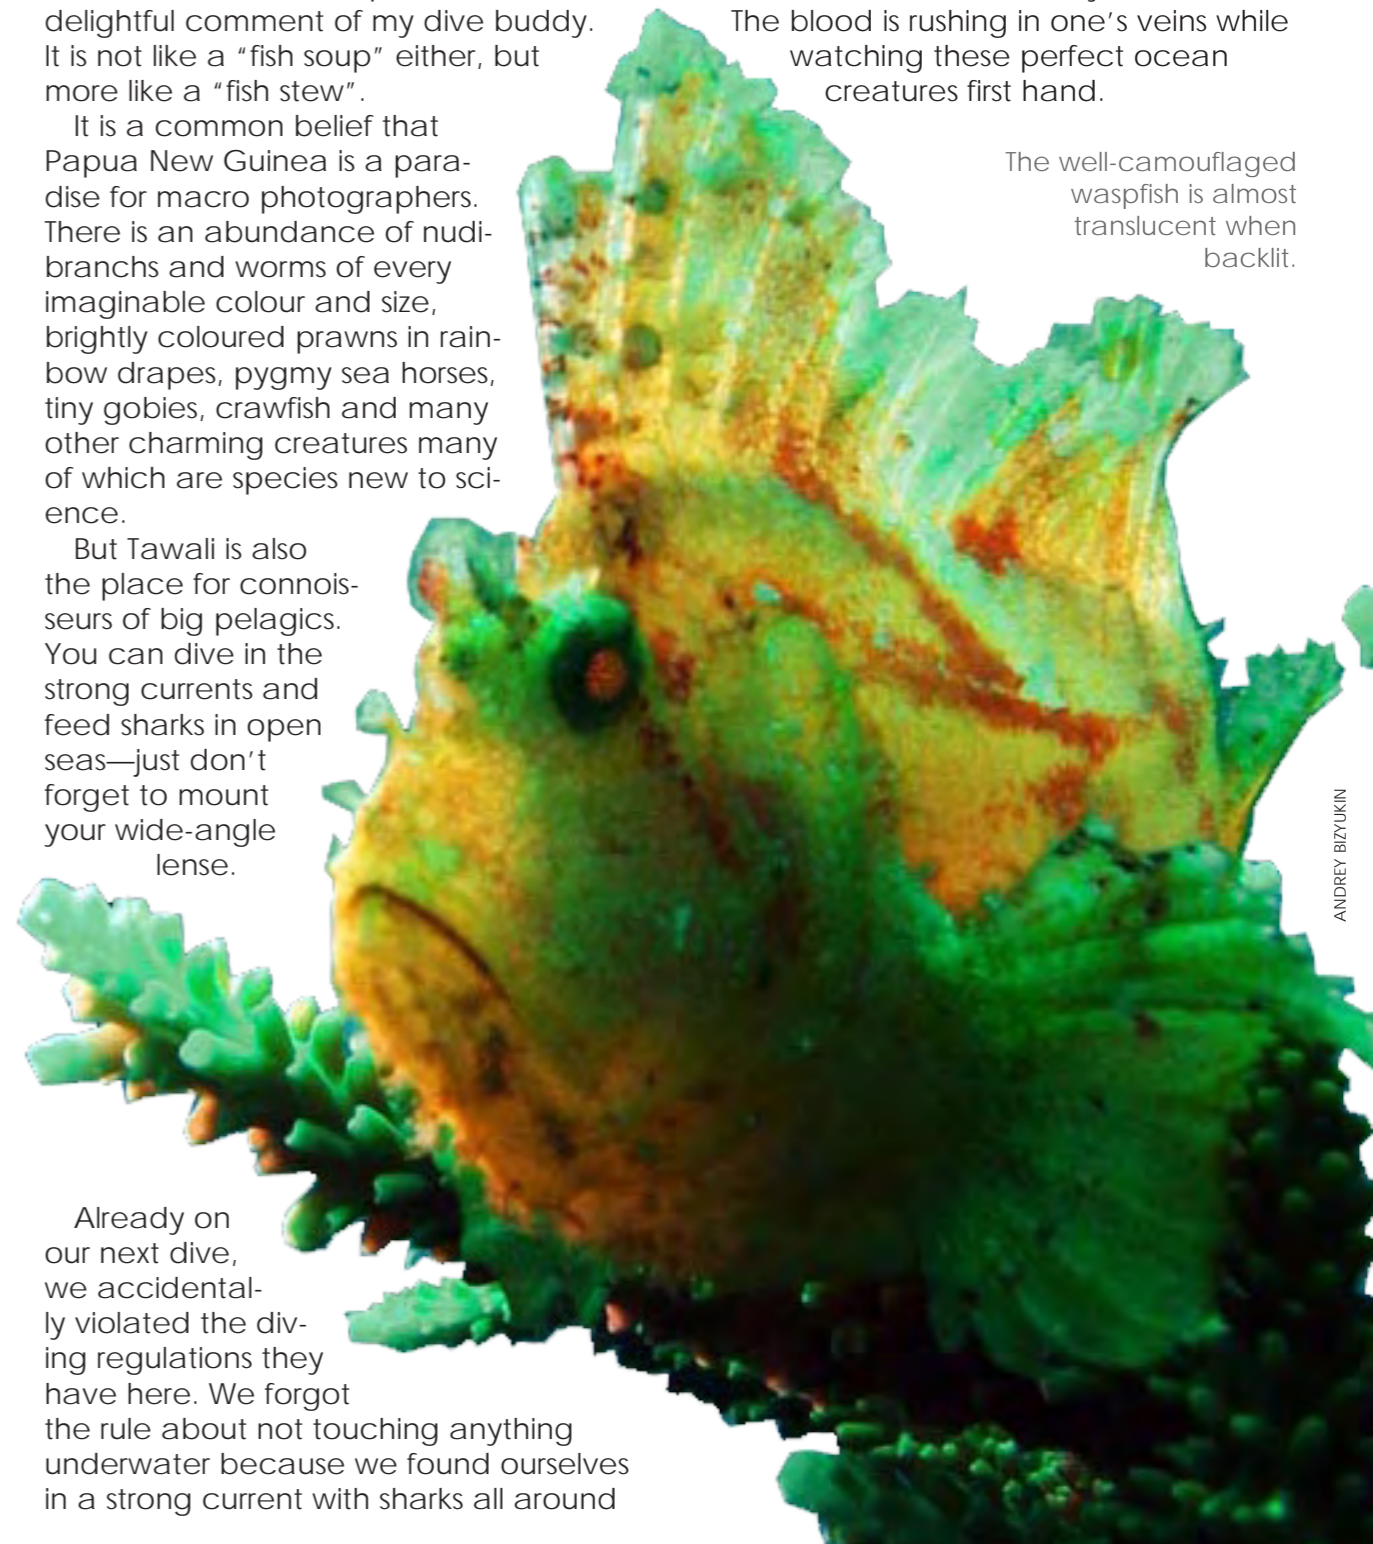 delightful comment of my dive buddy.
It is not like a “fish soup” either, but
more like a “fish stew”.
It is a common belief that
Papua New Guinea is a para-
dise for macro photographers.
There is an abundance of nudi-
branchs and worms of every
imaginable colour and size,
brightly coloured prawns in rain-
bow drapes, pygmy sea horses,
tiny gobies, crawfish and many
other charming creatures many
of which are species new to sci-
ence.
But Tawali is also
the place for connois-
seurs of big pelagics.
You can dive in the
strong currents and
feed sharks in open
seas—just don’t
forget to mount
your wide-angle
lense.
Already on
our next dive,
we accidental-
ly violated the div-
ing regulations they
have here. We forgot
the rule about not touching anything
underwater because we found ourselves
in a strong current with sharks all around
The blood is rushing in one’s veins while
watching these perfect ocean
creatures first hand.
The well-camouflaged
waspfish is almost
translucent when
backlit.
ANDREY BIZYUKIN